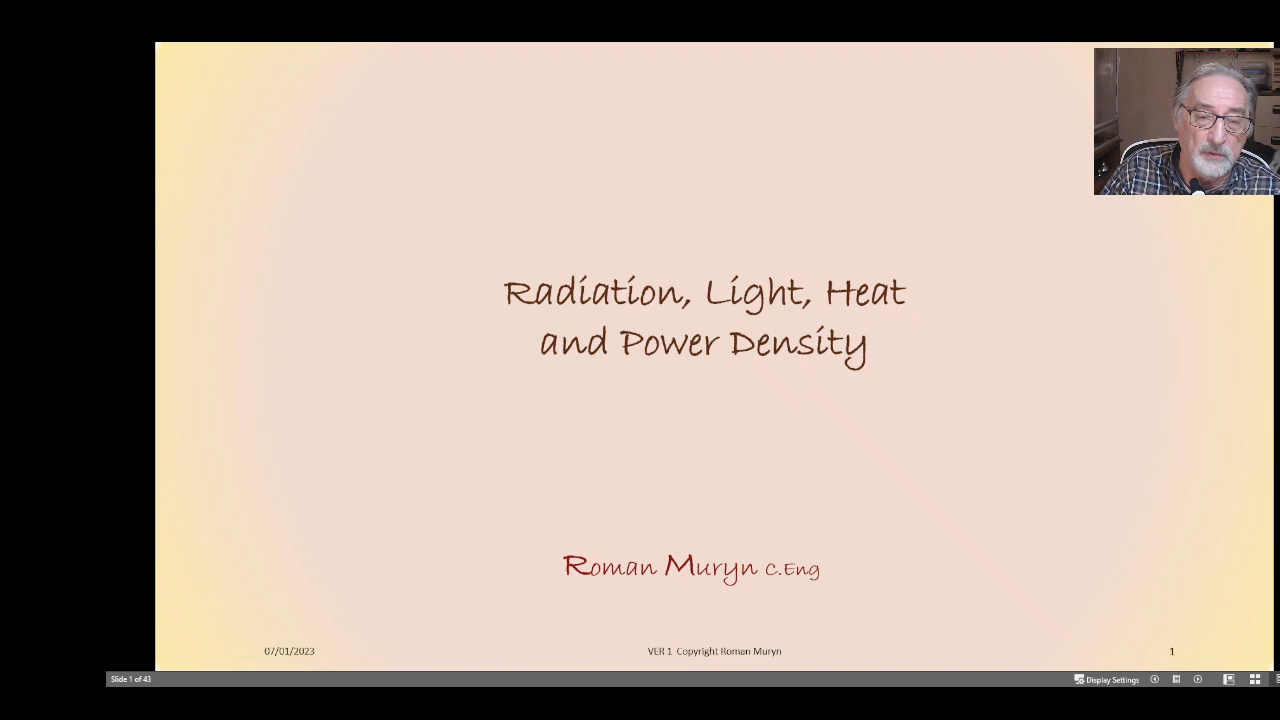 Radiation, Light, Heat
and Power Density
Roman Muryn C.Eng
07/01/2023
VER 1 Copyright Roman Muryn
1
Slide 1 of 43
Display Settings